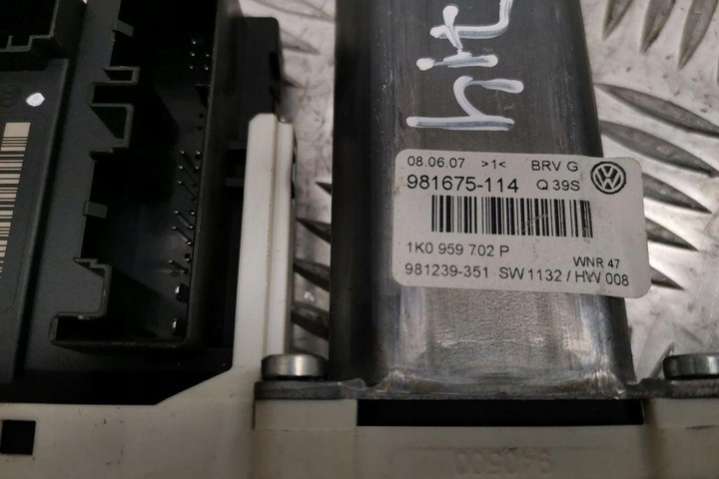 08.06.07 >1< BRV G
981675-114 Q 39S
1K0 959 702 P
WNR 47
981239-351 SW1132 / HW 008